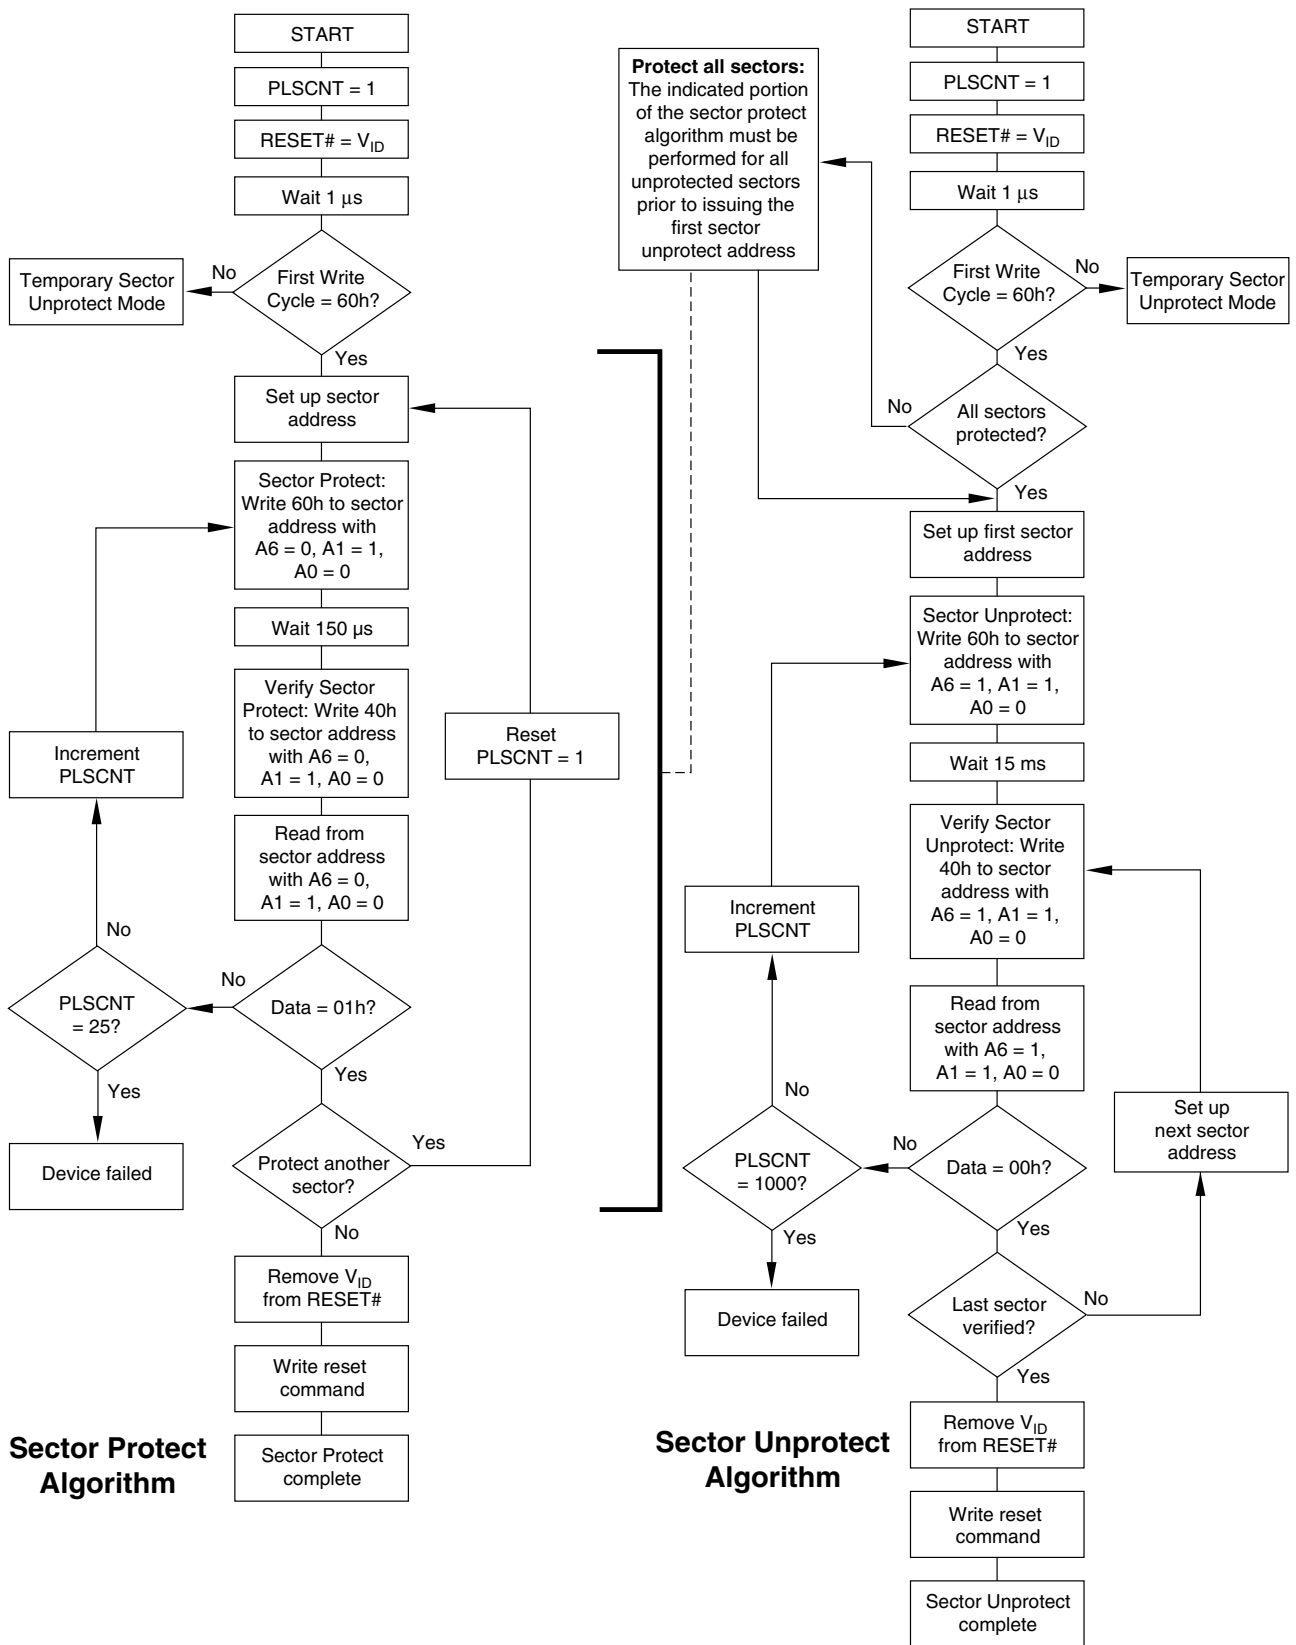 START
PLSCNT = 1
RESET# = VID
Wait 1 μs
First Write
Cycle = 60h?
No
Temporary Sector
Unprotect Mode
Yes
Set up sector
address
Sector Protect:
Write 60h to sector
address with
A6 = 0, A1 = 1,
A0 = 0
Wait 150 µs
Verify Sector
Protect: Write 40h
to sector address
with A6 = 0,
A1 = 1, A0 = 0
Increment
PLSCNT
Reset
PLSCNT = 1
Read from
sector address
with A6 = 0,
A1 = 1, A0 = 0
No
PLSCNT
= 25?
No
Data = 01h?
Yes
Yes
Device failed
Protect another
sector?
Yes
No
Remove VID
from RESET#
Write reset
command
Sector Protect
complete
Sector Protect
Algorithm
Protect all sectors:
The indicated portion
of the sector protect
algorithm must be
performed for all
unprotected sectors
prior to issuing the
first sector
unprotect address
START
PLSCNT = 1
RESET# = VID
Wait 1 μs
First Write
Cycle = 60h?
No
Temporary Sector
Unprotect Mode
Yes
No
All sectors
protected?
Yes
Set up first sector
address
Sector Unprotect:
Write 60h to sector
address with
A6 = 1, A1 = 1,
A0 = 0
Wait 15 ms
Verify Sector
Unprotect: Write
40h to sector
address with
A6 = 1, A1 = 1,
A0 = 0
Increment
PLSCNT
Read from
sector address
with A6 = 1,
A1 = 1, A0 = 0
Set up
next sector
address
No
PLSCNT
= 1000?
No
Data = 00h?
Yes
Yes
Device failed
Last sector
verified?
No
Yes
Remove VID
from RESET#
Write reset
command
Sector Unprotect
complete
Sector Unprotect
Algorithm